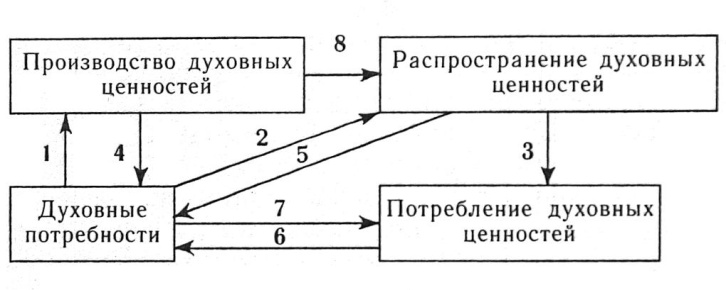 Производство духовных
ценностей
8
Распространение духовных
ценностей
1
4
2
5
3
Духовные
потребности
7
6
Потребление духовных
ценностей